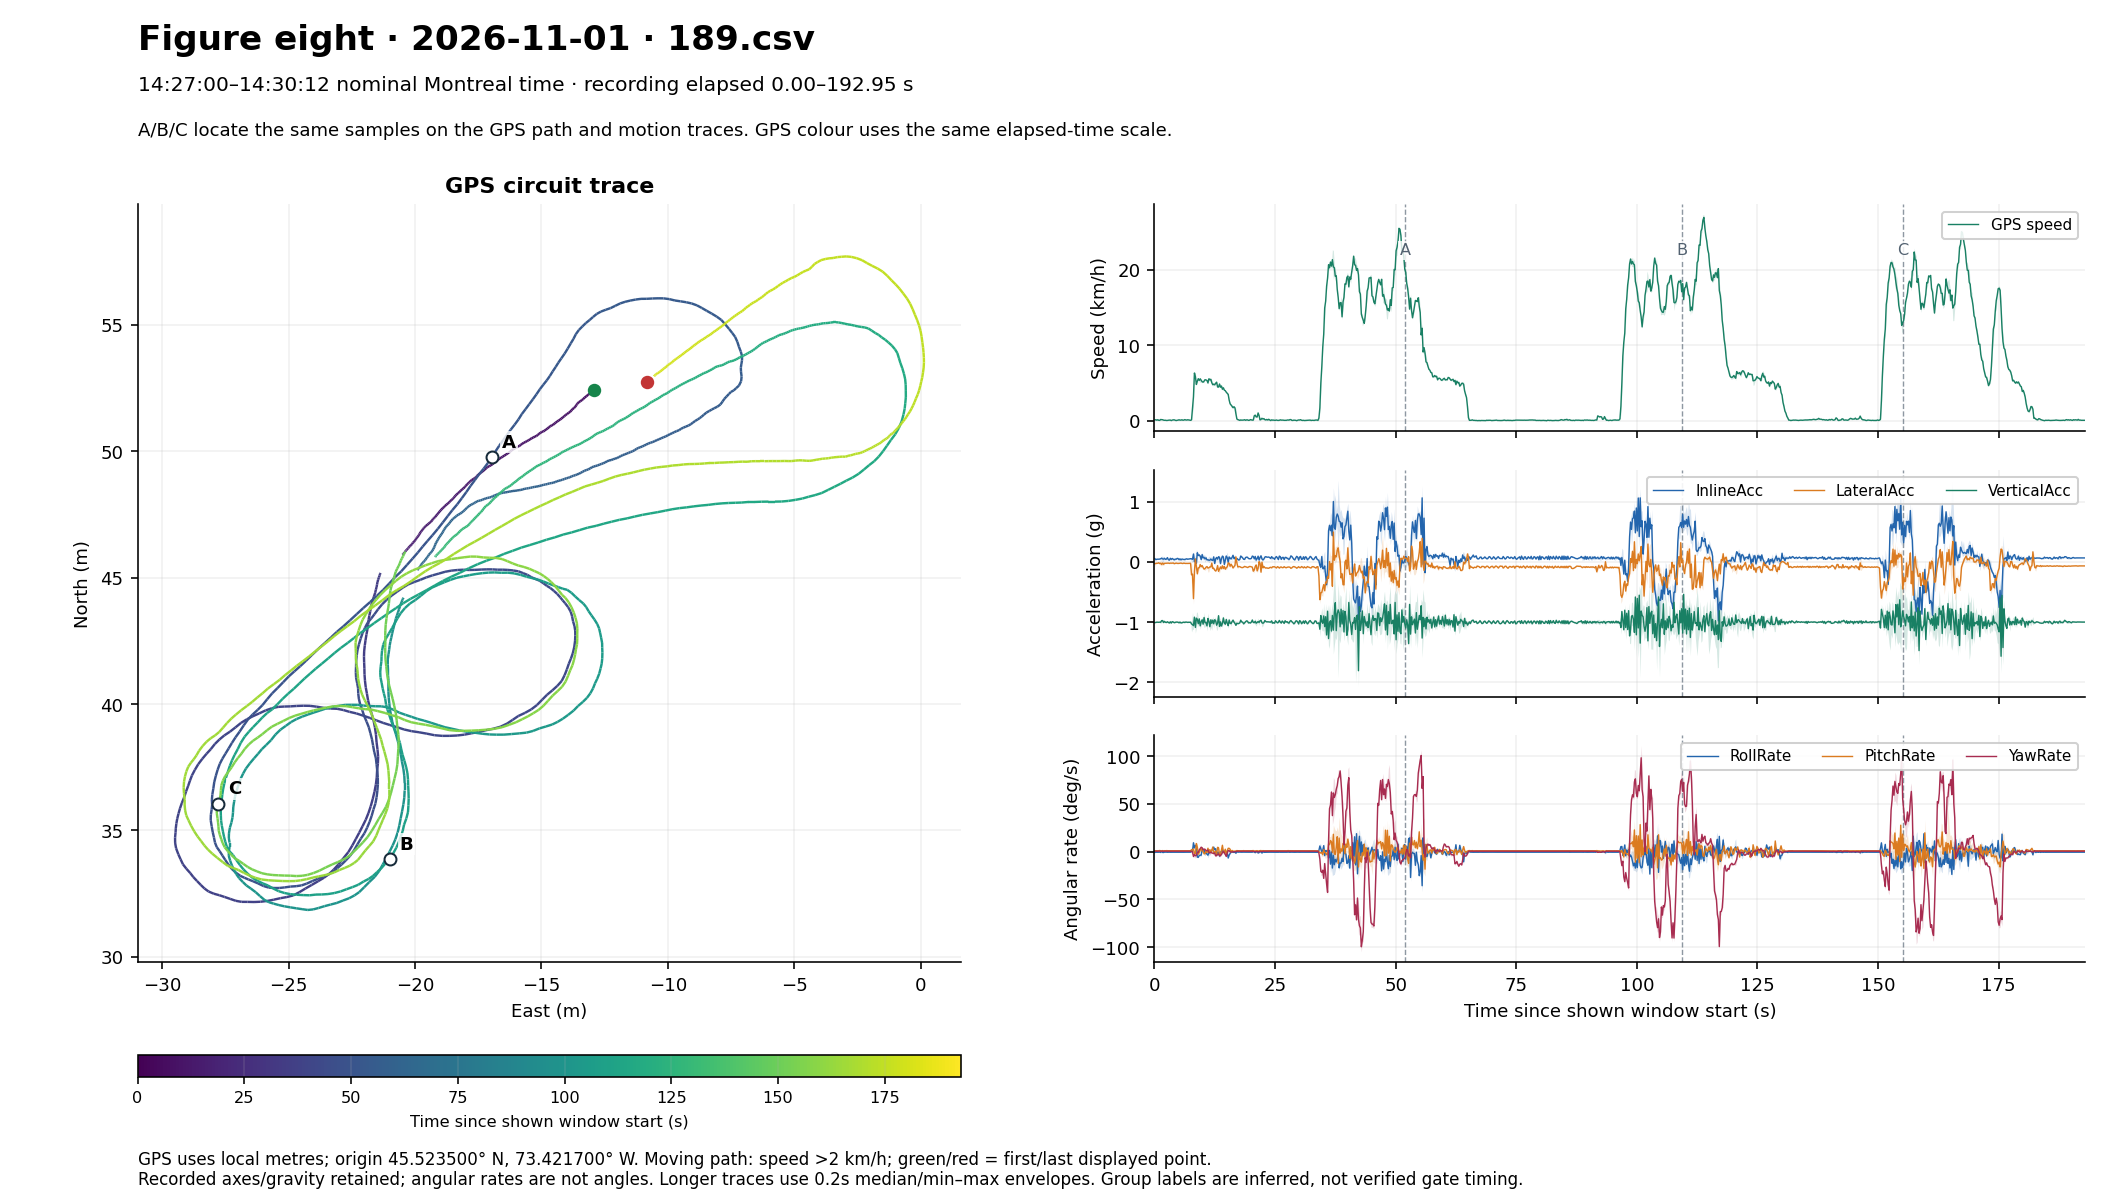 Figure eight · 2026-11-01 · 189.csv
14:27:00–14:30:12 nominal Montreal time · recording elapsed 0.00–192.95 s
A/B/C locate the same samples on the GPS path and motion traces. GPS colour uses the same elapsed-time scale.
GPS circuit trace
55
50
45
40
35
30
North (m)
A
B
C
−30 −25 −20 −15 −10 −5 0
East (m)
0 25 50 75 100 125 150 175
Time since shown window start (s)
Speed (km/h)
20
10
0
A B C
GPS speed
Acceleration (g)
1
0
−1
−2
InlineAcc LateralAcc VerticalAcc
Angular rate (deg/s)
100
50
0
−50
−100
RollRate PitchRate YawRate
0 25 50 75 100 125 150 175
Time since shown window start (s)
GPS uses local metres; origin 45.523500° N, 73.421700° W. Moving path: speed >2 km/h; green/red = first/last displayed point.
Recorded axes/gravity retained; angular rates are not angles. Longer traces use 0.2s median/min–max envelopes. Group labels are inferred, not verified gate timing.